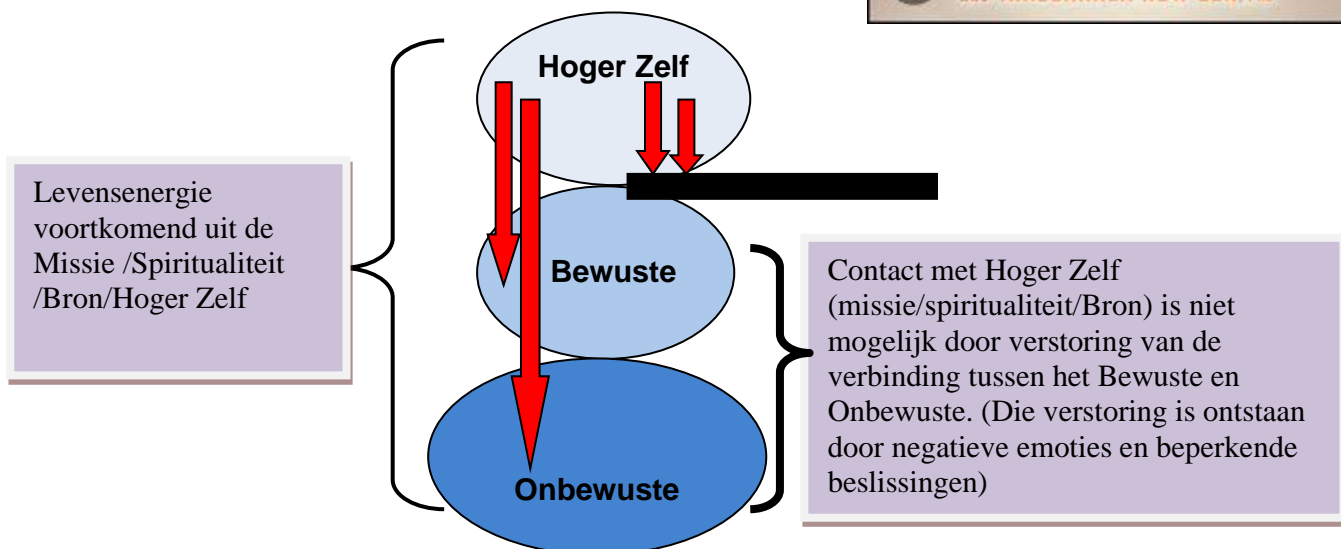 Hoger Zelf
Levensenergie
voortkomend uit de
Missie /Spiritualiteit
/Bron/Hoger Zelf
Bewuste
Contact met Hoger Zelf
(missie/spiritualiteit/Bron) is niet
mogelijk door verstoring van de
verbinding tussen het Bewuste en
Onbewuste. (Die verstoring is ontstaan
door negatieve emoties en beperkende
beslissingen)
Onbewuste